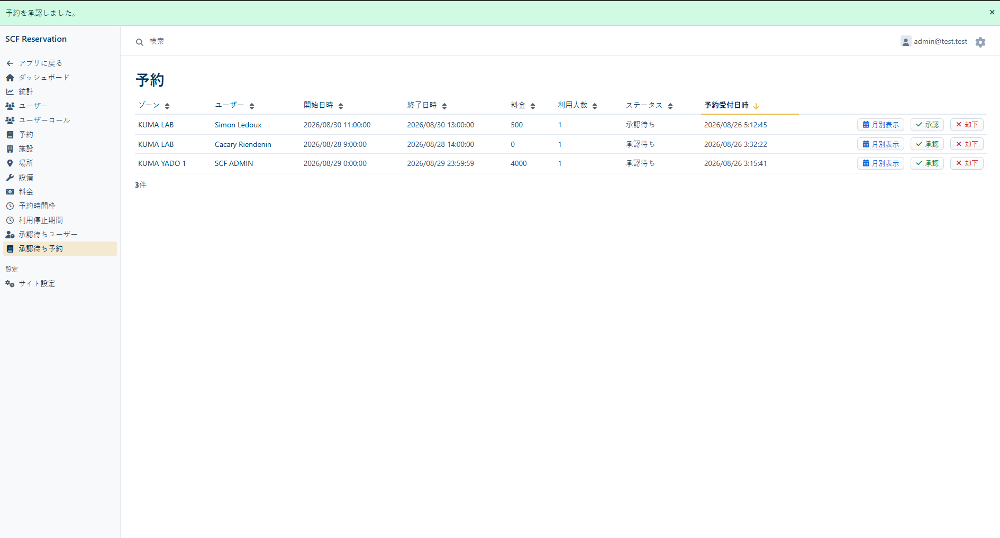 予約を承認しました。
SCF Reservation
検索
admin@test.test
アプリに戻る
ダッシュボード
統計
ユーザー
ユーザーロール
予約
施設
場所
設備
料金
予約時間枠
利用停止期間
承認待ちユーザー
承認待ち予約
設定
サイト設定
予約
ゾーン ユーザー 開始日時 終了日時 料金 利用人数 ステータス 予約受付日時
KUMA LAB Simon Ledoux 2026/08/30 11:00:00 2026/08/30 13:00:00 500 1 承認待ち 2026/08/26 5:12:45 月別表示 承認 却下
KUMA LAB Cacary Riendenin 2026/08/28 9:00:00 2026/08/28 14:00:00 0 1 承認待ち 2026/08/26 3:32:22 月別表示 承認 却下
KUMA YADO 1 SCF ADMIN 2026/08/29 0:00:00 2026/08/29 23:59:59 4000 1 承認待ち 2026/08/26 3:15:41 月別表示 承認 却下
3件